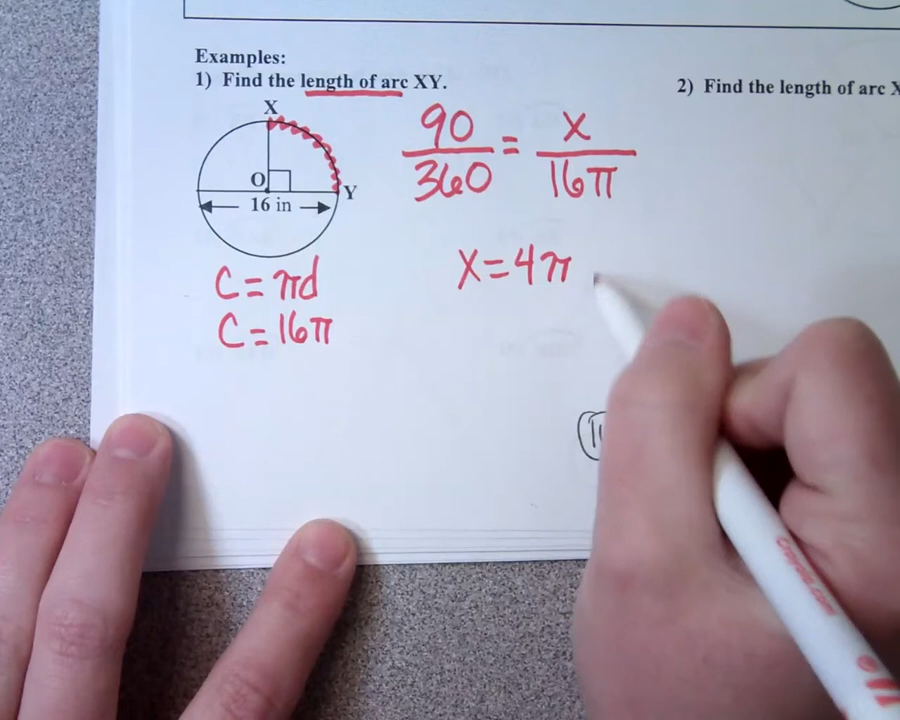 Examples:
1) Find the length of arc XY.
2) Find the length of arc X
X
O
Y
16 in
90/360 = X/16π
C = πd
C = 16π
X = 4π